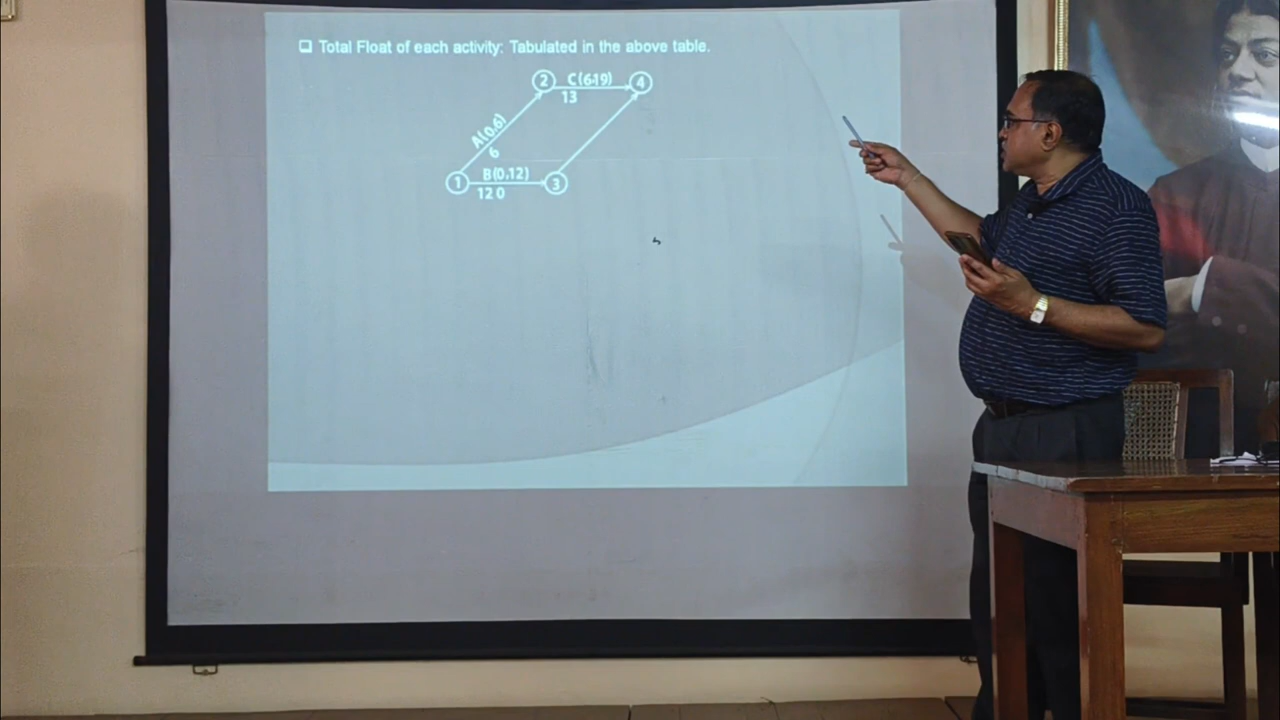 ❑ Total Float of each activity: Tabulated in the above table.
2 C(6-19) 4
13
A(0,6)
6
1 B(0,12) 3
12 0